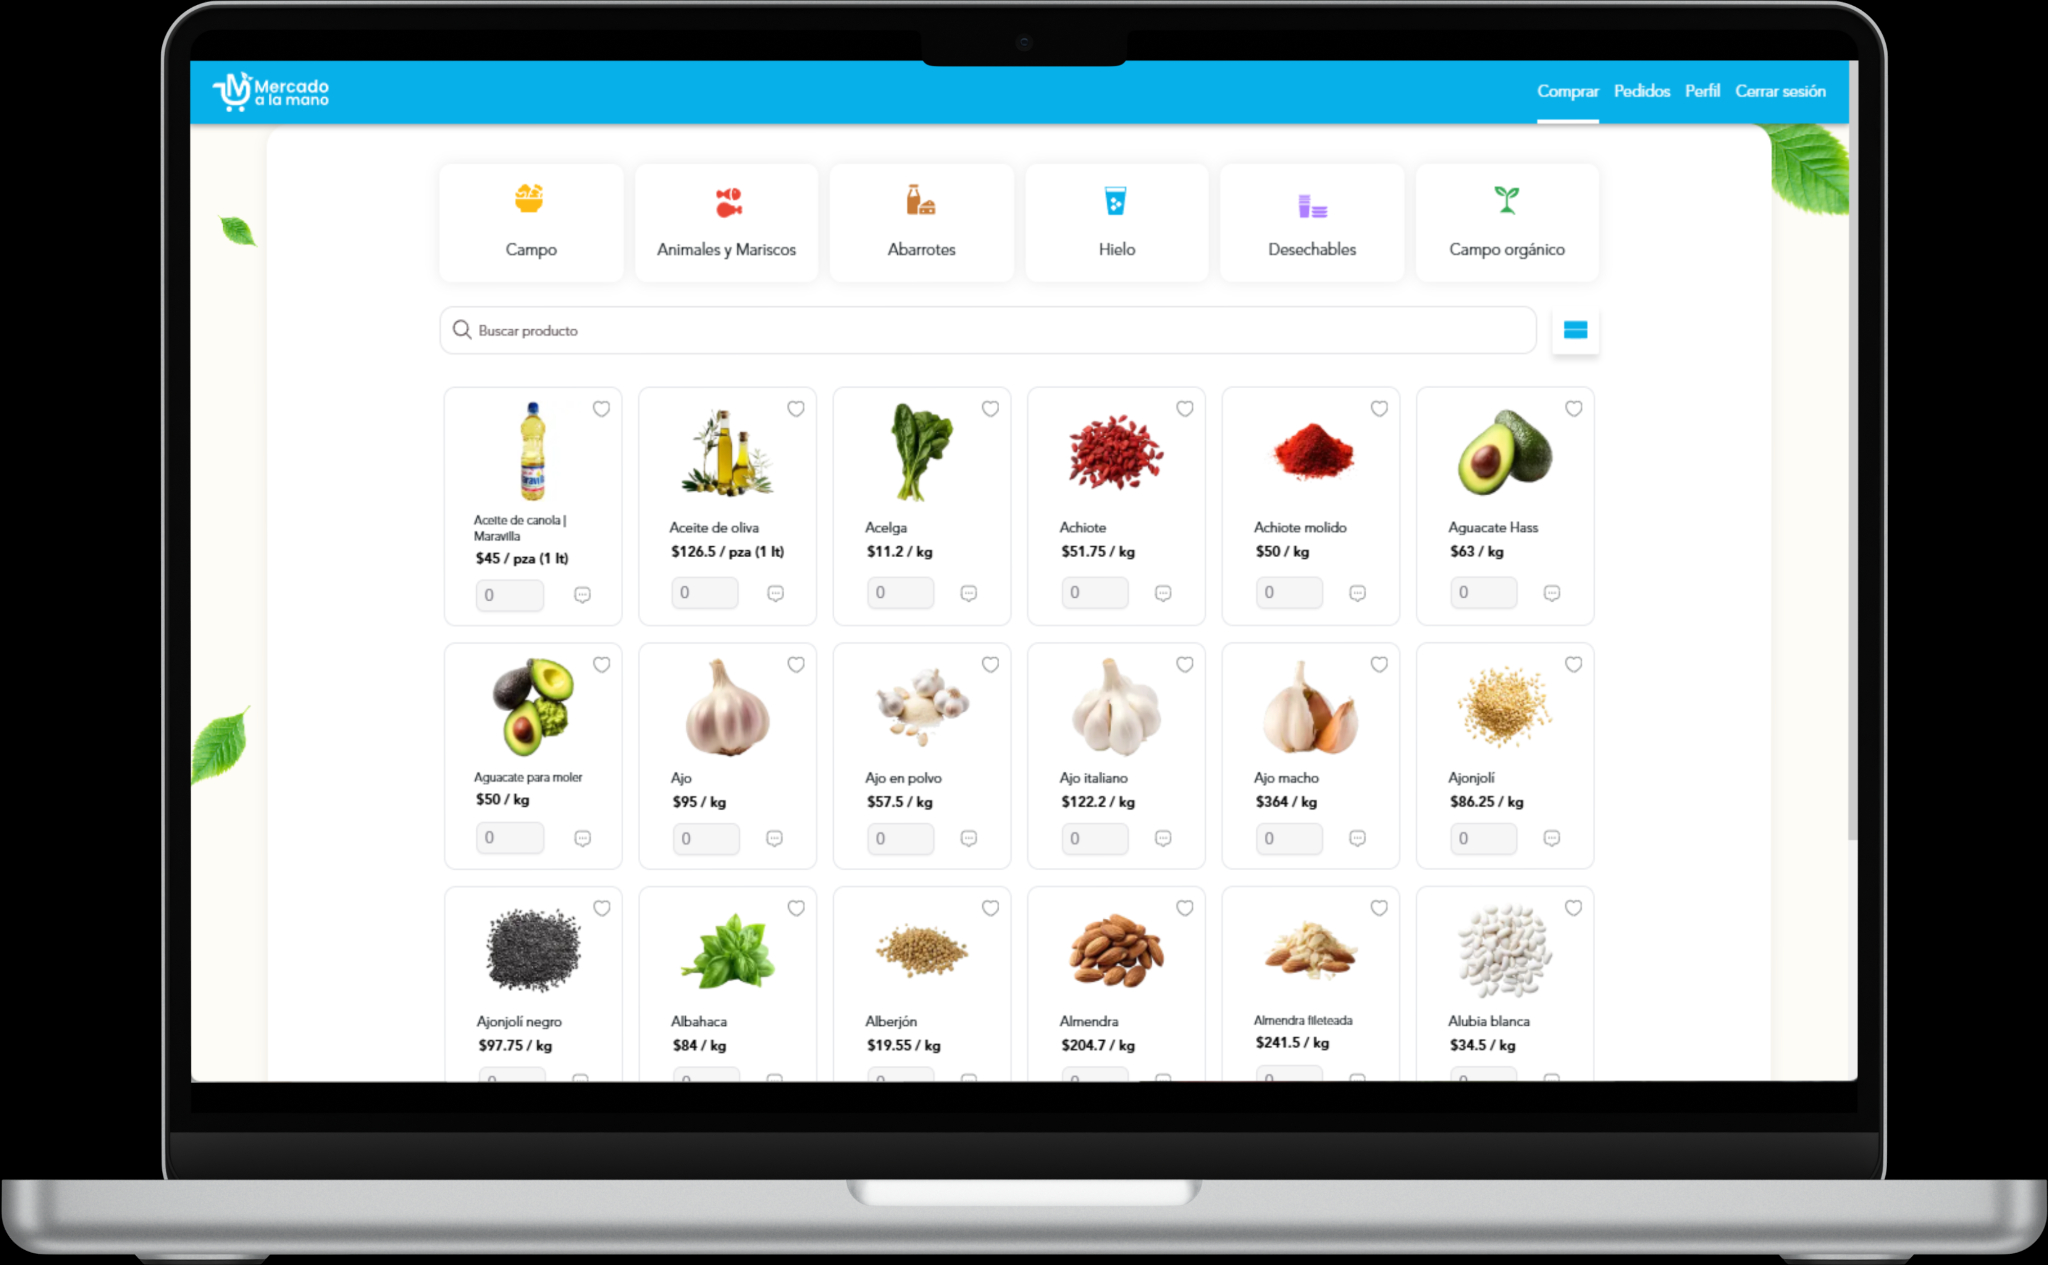 Mercado
a la mano
Comprar Pedidos Perfil Cerrar sesión
Campo
Animales y Mariscos
Abarrotes
Hielo
Desechables
Campo orgánico
Buscar producto
Aceite de canola |
Maravilla
$45 / pza (1 lt)
0
Aceite de oliva
$126.5 / pza (1 lt)
0
Acelga
$11.2 / kg
0
Achiote
$51.75 / kg
0
Achiote molido
$50 / kg
0
Aguacate Hass
$63 / kg
0
Aguacate para moler
$50 / kg
0
Ajo
$95 / kg
0
Ajo en polvo
$57.5 / kg
0
Ajo italiano
$122.2 / kg
0
Ajo macho
$364 / kg
0
Ajonjolí
$86.25 / kg
0
Ajonjolí negro
$97.75 / kg
0
Albahaca
$84 / kg
0
Alberjón
$19.55 / kg
0
Almendra
$204.7 / kg
0
Almendra fileteada
$241.5 / kg
0
Alubia blanca
$34.5 / kg
0